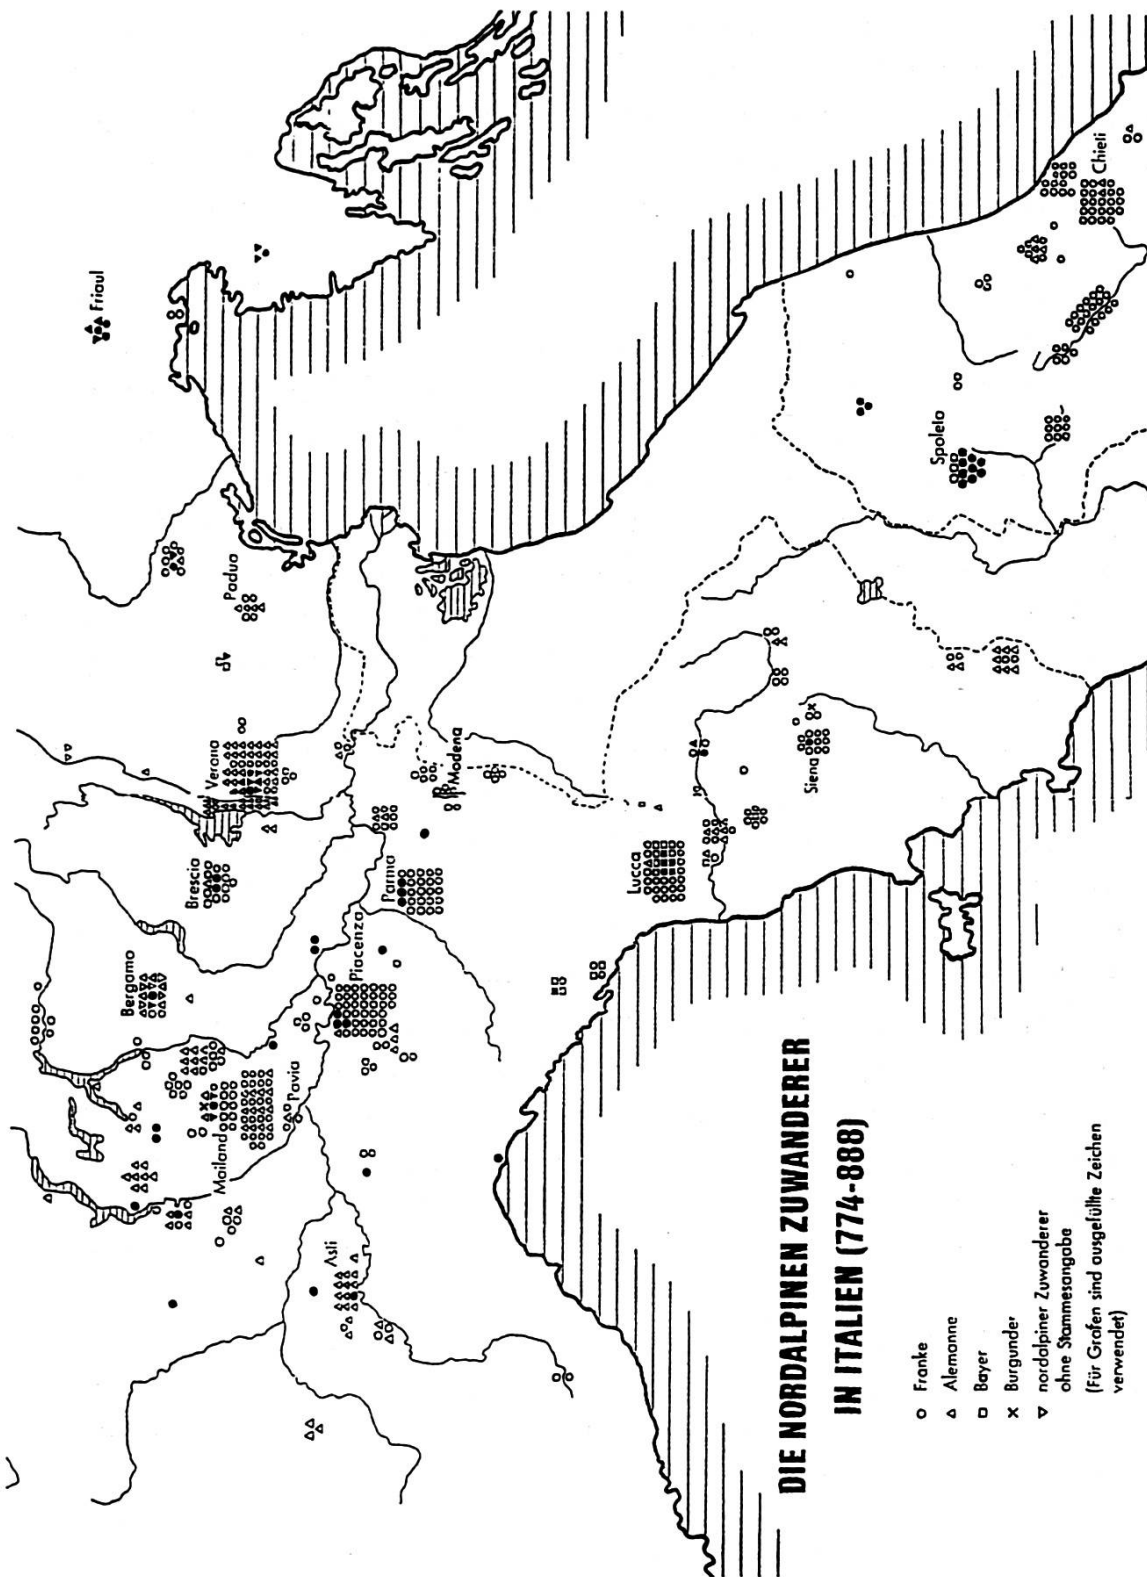 Friaul
Padua
Verona
Brescia
Bergamo
Mailand
Pavia
Piacenza
Parma
Modena
Asti
Lucca
Siena
Spoleto
Chieti
DIE NORDALPINEN ZUWANDERER
IN ITALIEN (774-888)
Franke
Alemanne
Bayer
Burgunder
nordalpiner Zuwanderer
ohne Stammesangabe
(Für Grafen sind ausgefüllte Zeichen
verwendet)